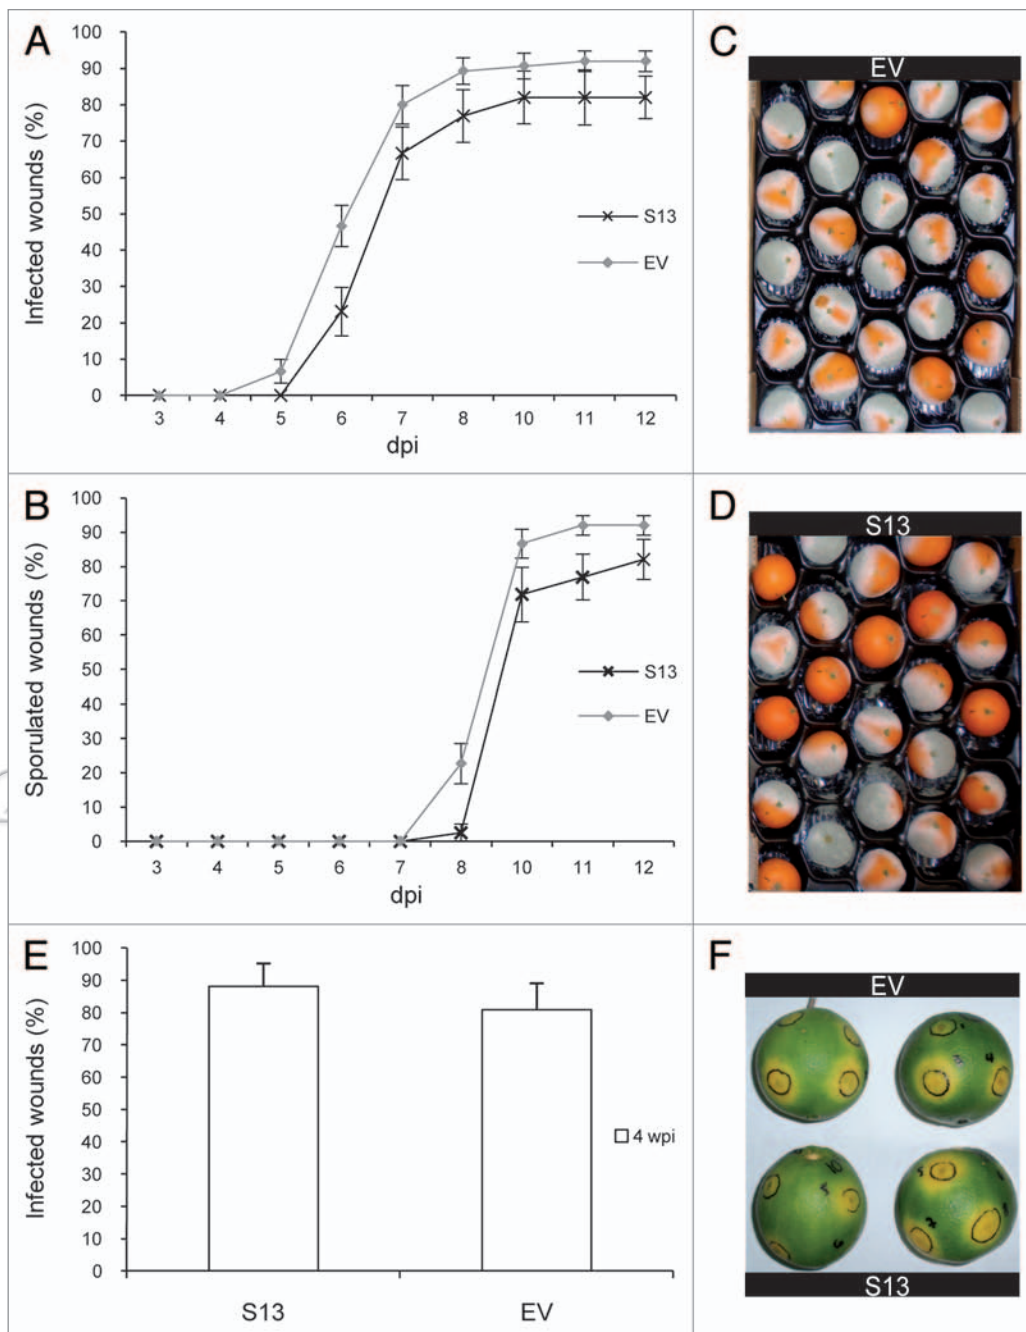 A
Infected wounds (%)
100
90
80
70
60
50
40
30
20
10
0
3 4 5 6 7 8 10 11 12
dpi
S13
EV
C
EV
B
Sporulated wounds (%)
100
90
80
70
60
50
40
30
20
10
0
3 4 5 6 7 8 10 11 12
dpi
S13
EV
D
S13
E
Infected wounds (%)
100
90
80
70
60
50
40
30
20
10
0
S13 EV
4 wpi
F
EV
S13